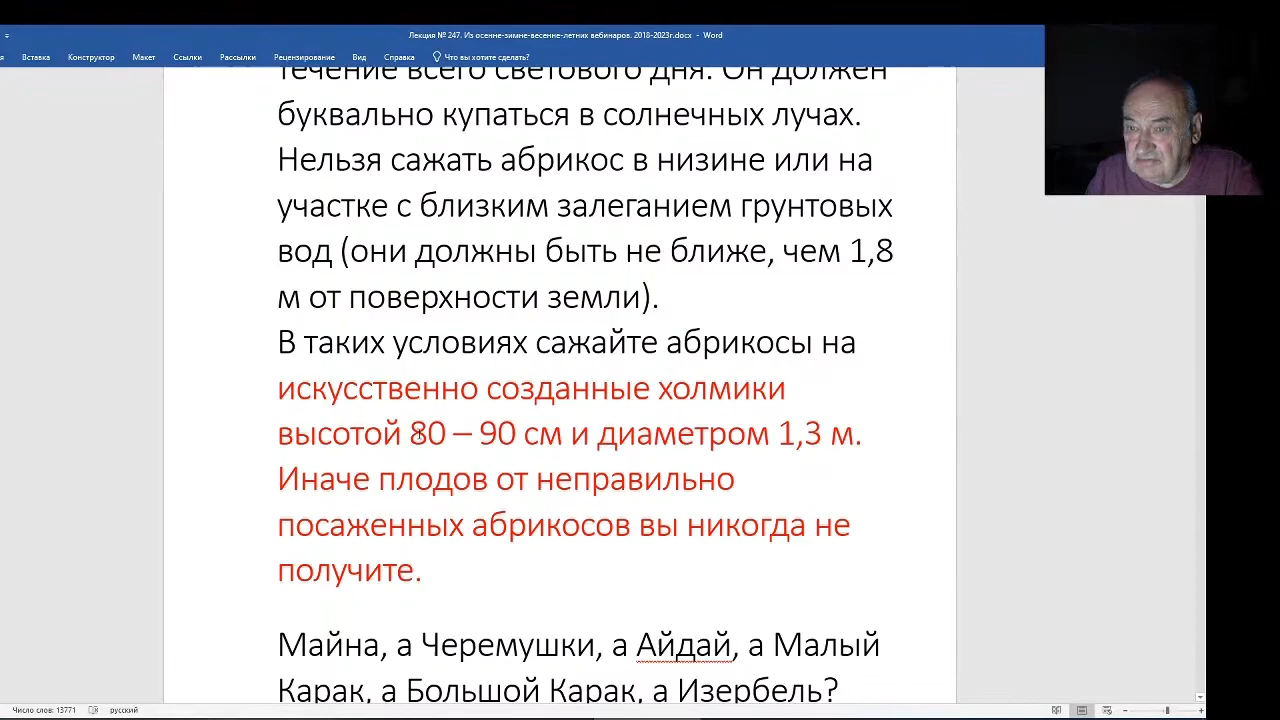 Лекция № 247. Из осенне-зимне-весенне-летних вебинаров. 2018-2023г.docx - Word
я Вставка Конструктор Макет Ссылки Рассылки Рецензирование Вид Справка Что вы хотите сделать?
течение всего светового дня. Он должен
буквально купаться в солнечных лучах.
Нельзя сажать абрикос в низине или на
участке с близким залеганием грунтовых
вод (они должны быть не ближе, чем 1,8
м от поверхности земли).
В таких условиях сажайте абрикосы на
искусственно созданные холмики
высотой 80 – 90 см и диаметром 1,3 м.
Иначе плодов от неправильно
посаженных абрикосов вы никогда не
получите.
Майна, а Черемушки, а Айдай, а Малый
Карак, а Большой Карак, а Изербель?
Число слов: 13771 русский